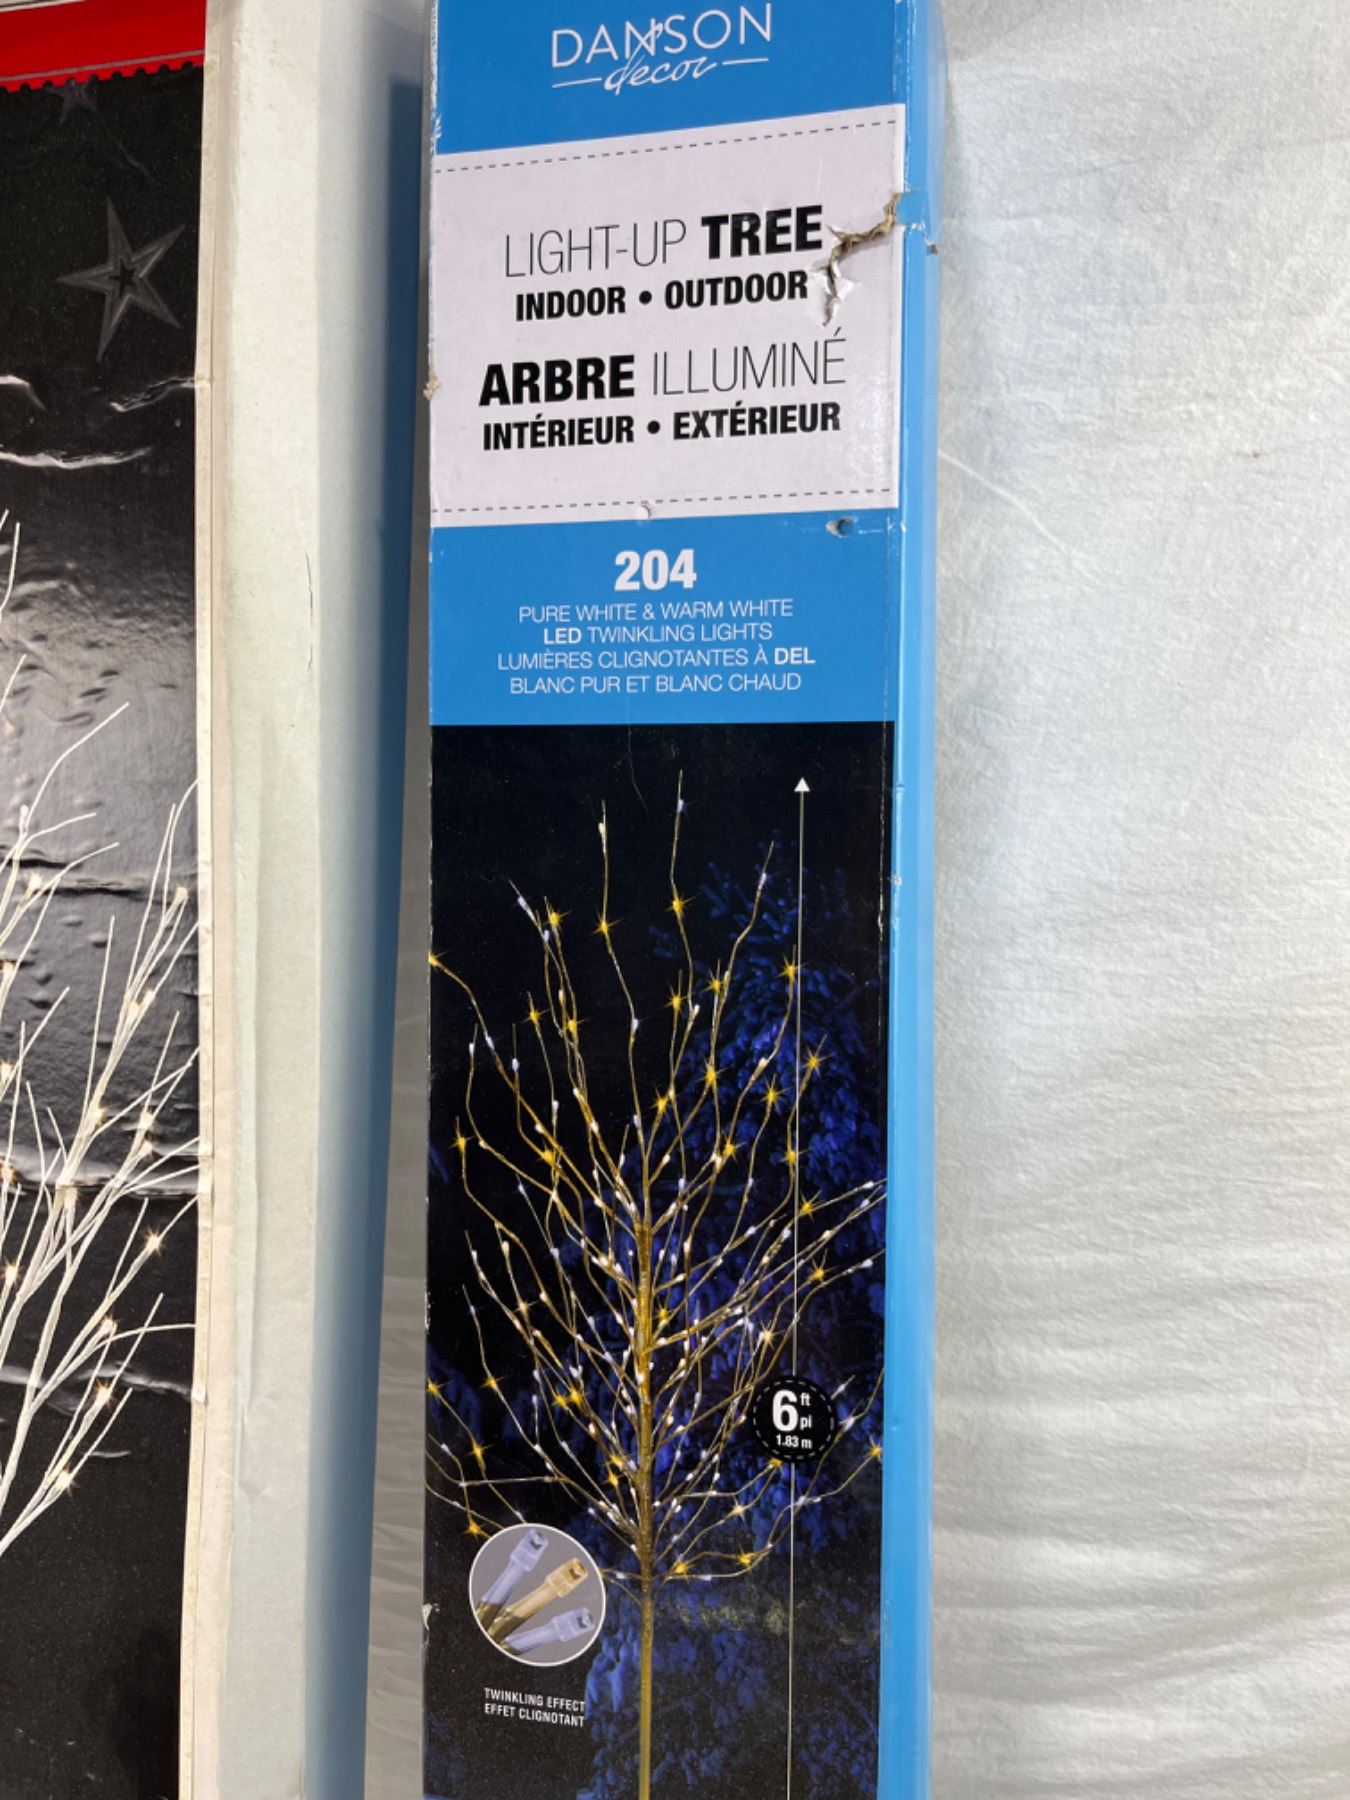 DANSON
decor
LIGHT-UP TREE
INDOOR • OUTDOOR
ARBRE ILLUMINÉ
INTÉRIEUR • EXTÉRIEUR
204
PURE WHITE & WARM WHITE
LED TWINKLING LIGHTS
LUMIÈRES CLIGNOTANTES À DEL
BLANC PUR ET BLANC CHAUD
6 ft
pi
1.83 m
TWINKLING EFFECT
EFFET CLIGNOTANT